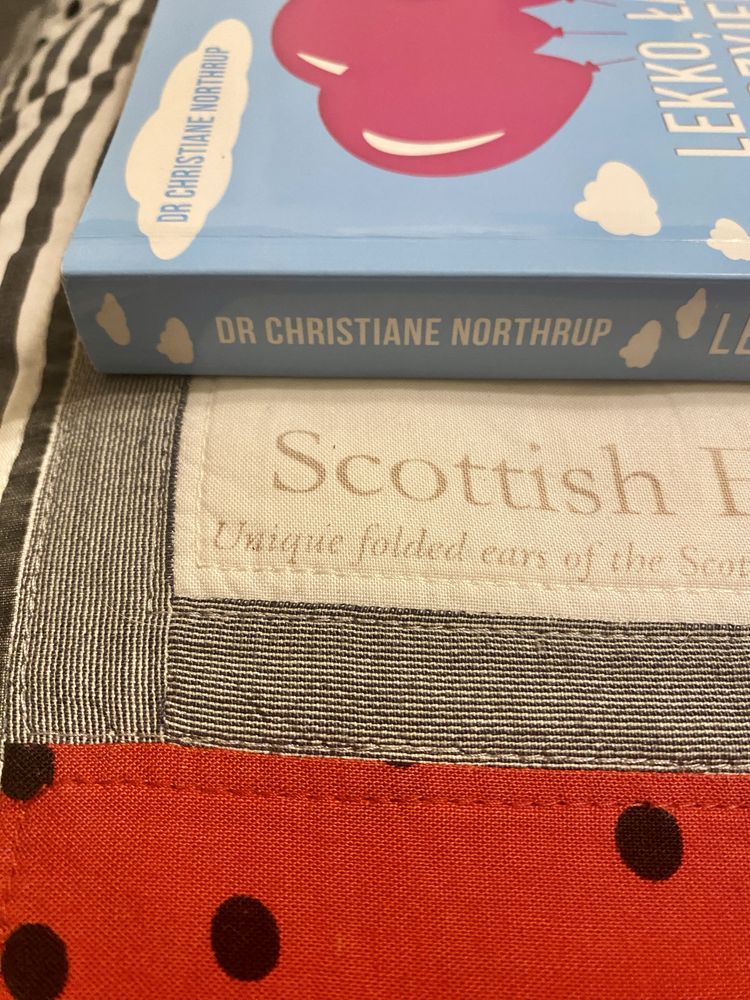 DR CHRISTIANE NORTHRUP
LEKKO,
DR CHRISTIANE NORTHRUP
Scottish
Unique folded ears of the